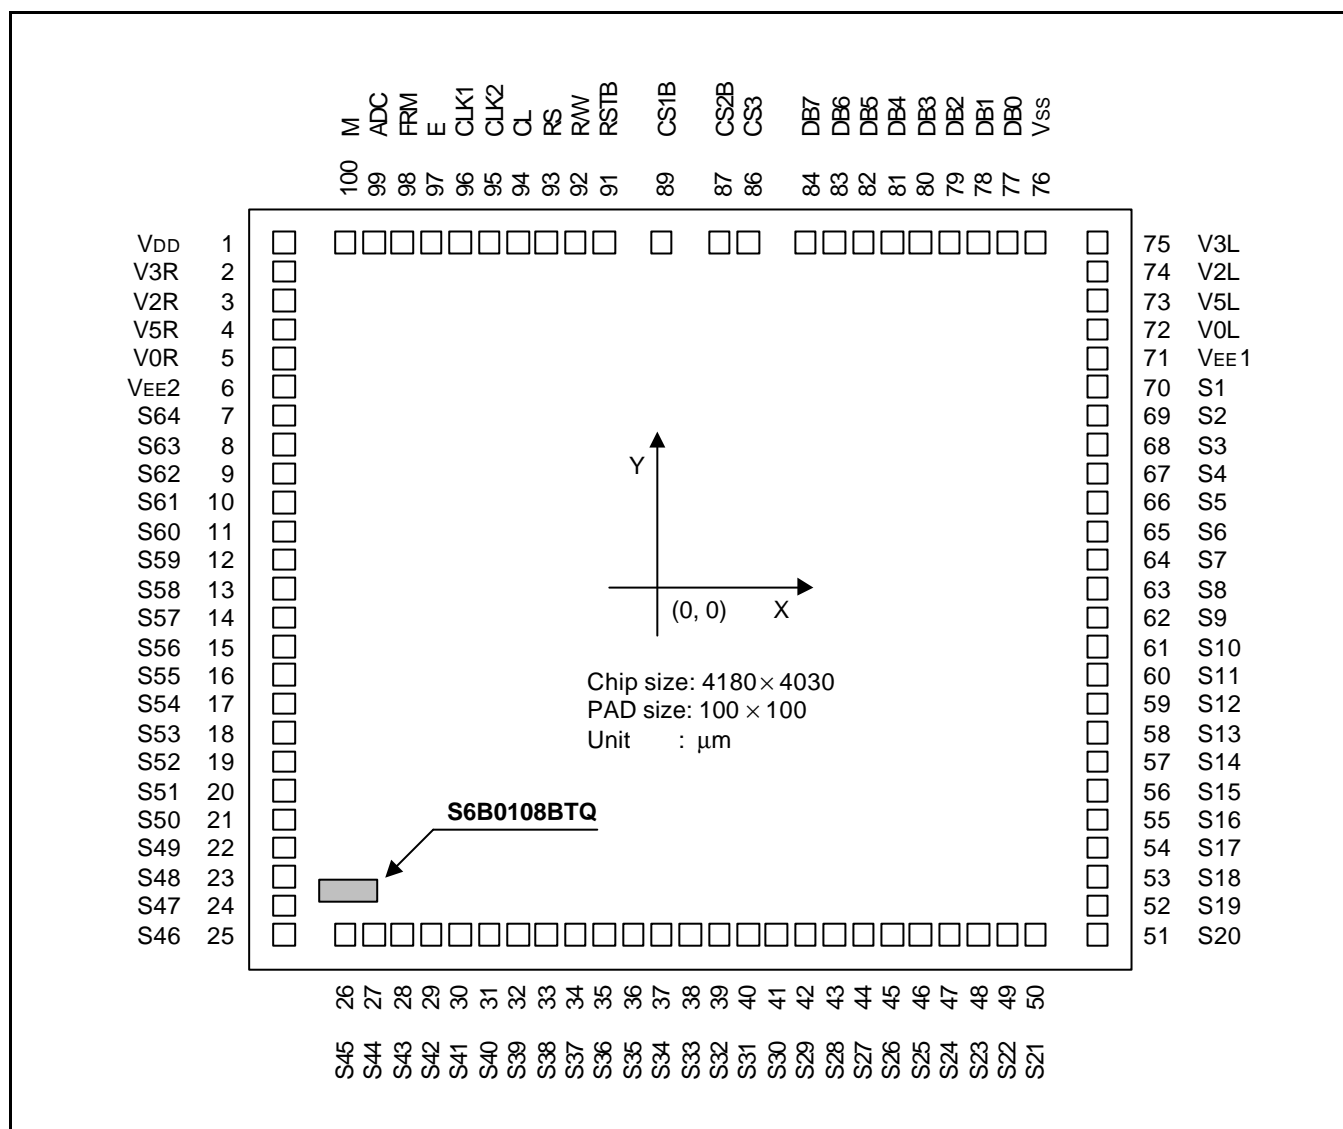 M ADC FRM E CLK1 CLK2 CL RS R/W RSTB CS1B CS2B CS3 DB7 DB6 DB5 DB4 DB3 DB2 DB1 DB0 VSS
100 99 98 97 96 95 94 93 92 91 89 87 86 84 83 82 81 80 79 78 77 76
VDD 1 75 V3L
V3R 2 74 V2L
V2R 3 73 V5L
V5R 4 72 V0L
V0R 5 71 VEE1
VEE2 6 70 S1
S64 7 69 S2
S63 8 68 S3
S62 9 67 S4
S61 10 66 S5
S60 11 65 S6
S59 12 64 S7
S58 13 63 S8
S57 14 62 S9
S56 15 61 S10
S55 16 60 S11
S54 17 59 S12
S53 18 58 S13
S52 19 57 S14
S51 20 56 S15
S50 21 55 S16
S49 22 54 S17
S48 23 53 S18
S47 24 52 S19
S46 25 51 S20
Y
(0, 0) X
Chip size: 4180 × 4030
PAD size: 100 × 100
Unit : μm
S6B0108BTQ
26 27 28 29 30 31 32 33 34 35 36 37 38 39 40 41 42 43 44 45 46 47 48 49 50
S45 S44 S43 S42 S41 S40 S39 S38 S37 S36 S35 S34 S33 S32 S31 S30 S29 S28 S27 S26 S25 S24 S23 S22 S21